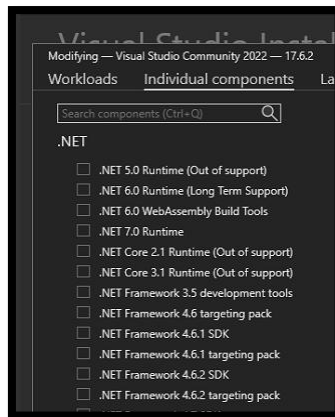 Visual Studio Instal
Modifying — Visual Studio Community 2022 — 17.6.2
Workloads Individual components La
Search components (Ctrl+Q)
.NET
.NET 5.0 Runtime (Out of support)
.NET 6.0 Runtime (Long Term Support)
.NET 6.0 WebAssembly Build Tools
.NET 7.0 Runtime
.NET Core 2.1 Runtime (Out of support)
.NET Core 3.1 Runtime (Out of support)
.NET Framework 3.5 development tools
.NET Framework 4.6 targeting pack
.NET Framework 4.6.1 SDK
.NET Framework 4.6.1 targeting pack
.NET Framework 4.6.2 SDK
.NET Framework 4.6.2 targeting pack